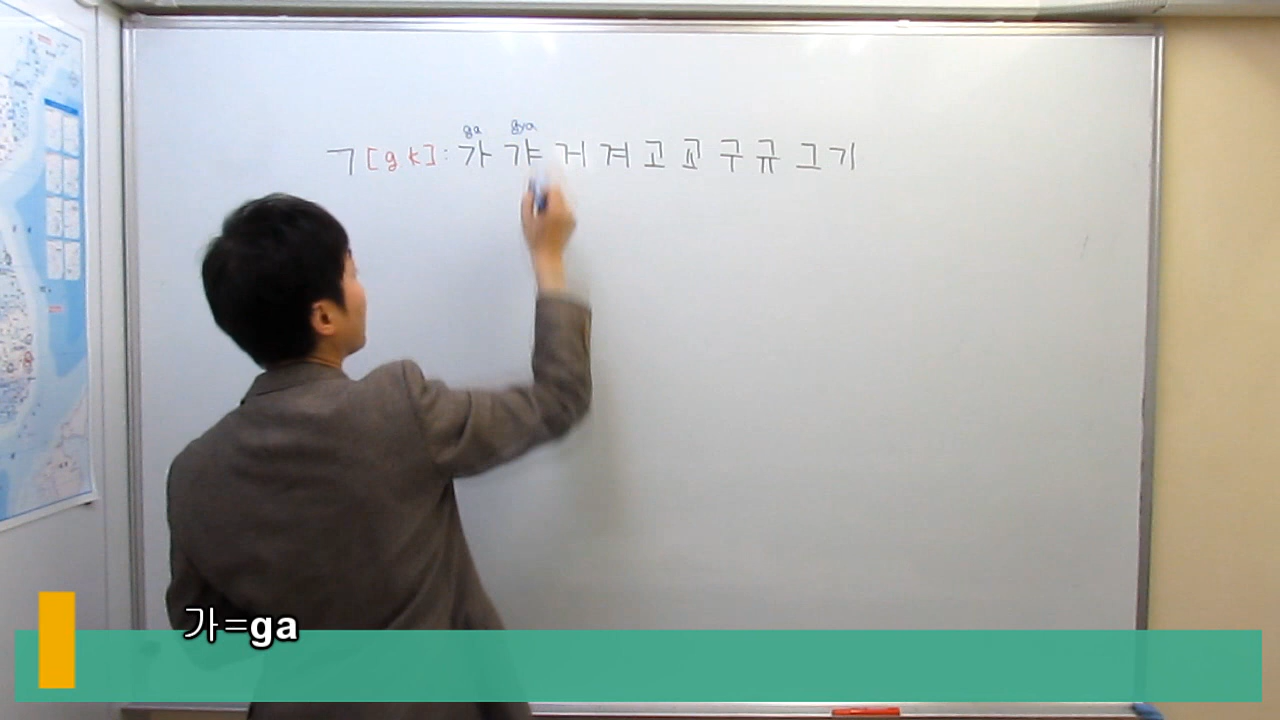 ga gya
ㄱ [g k] : 가 갸 거 겨 고 교 구 규 그 기
가=ga